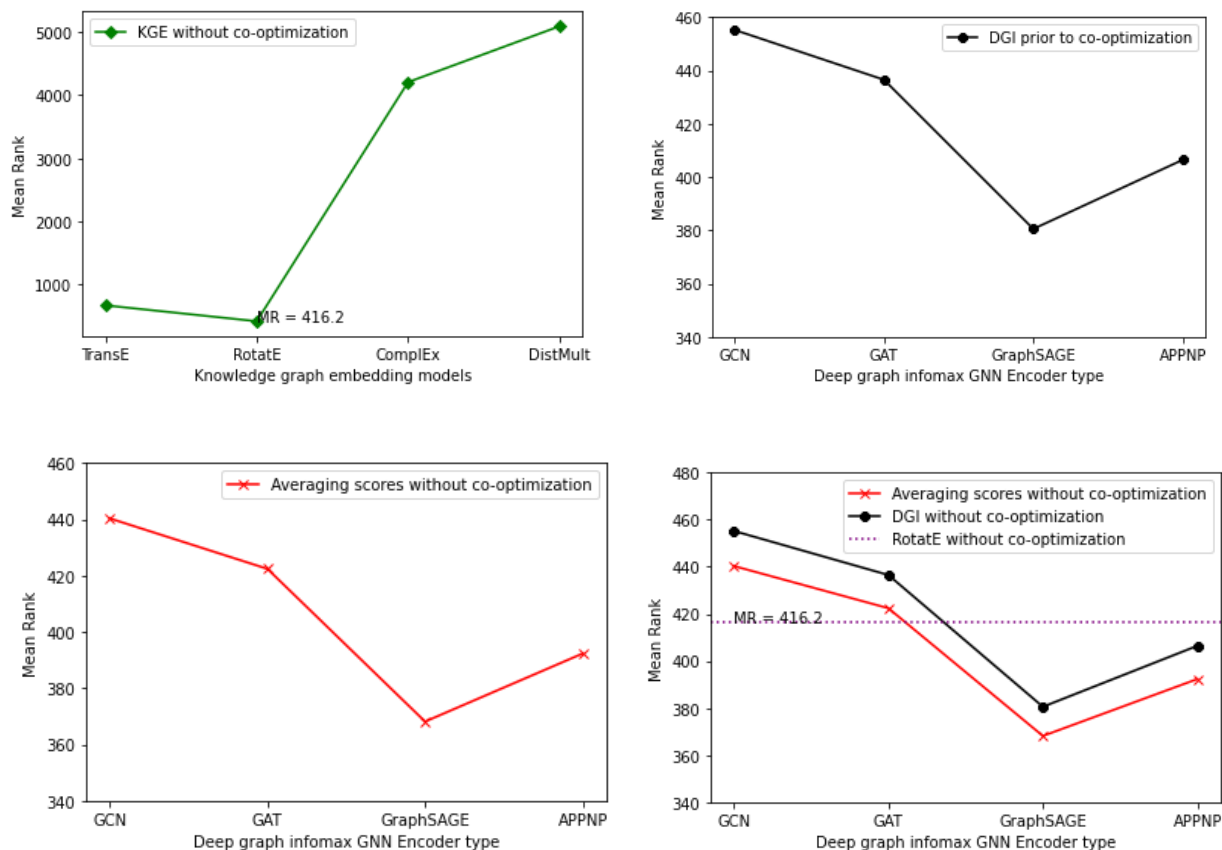 KGE without co-optimization
5000
4000
3000
2000
1000
Mean Rank
MR = 416.2
TransE RotatE ComplEx DistMult
Knowledge graph embedding models
DGI prior to co-optimization
460
440
420
400
380
360
340
Mean Rank
GCN GAT GraphSAGE APPNP
Deep graph infomax GNN Encoder type
Averaging scores without co-optimization
460
440
420
400
380
360
340
Mean Rank
GCN GAT GraphSAGE APPNP
Deep graph infomax GNN Encoder type
Averaging scores without co-optimization
DGI without co-optimization
RotatE without co-optimization
480
460
440
420
400
380
360
340
Mean Rank
MR = 416.2
GCN GAT GraphSAGE APPNP
Deep graph infomax GNN Encoder type